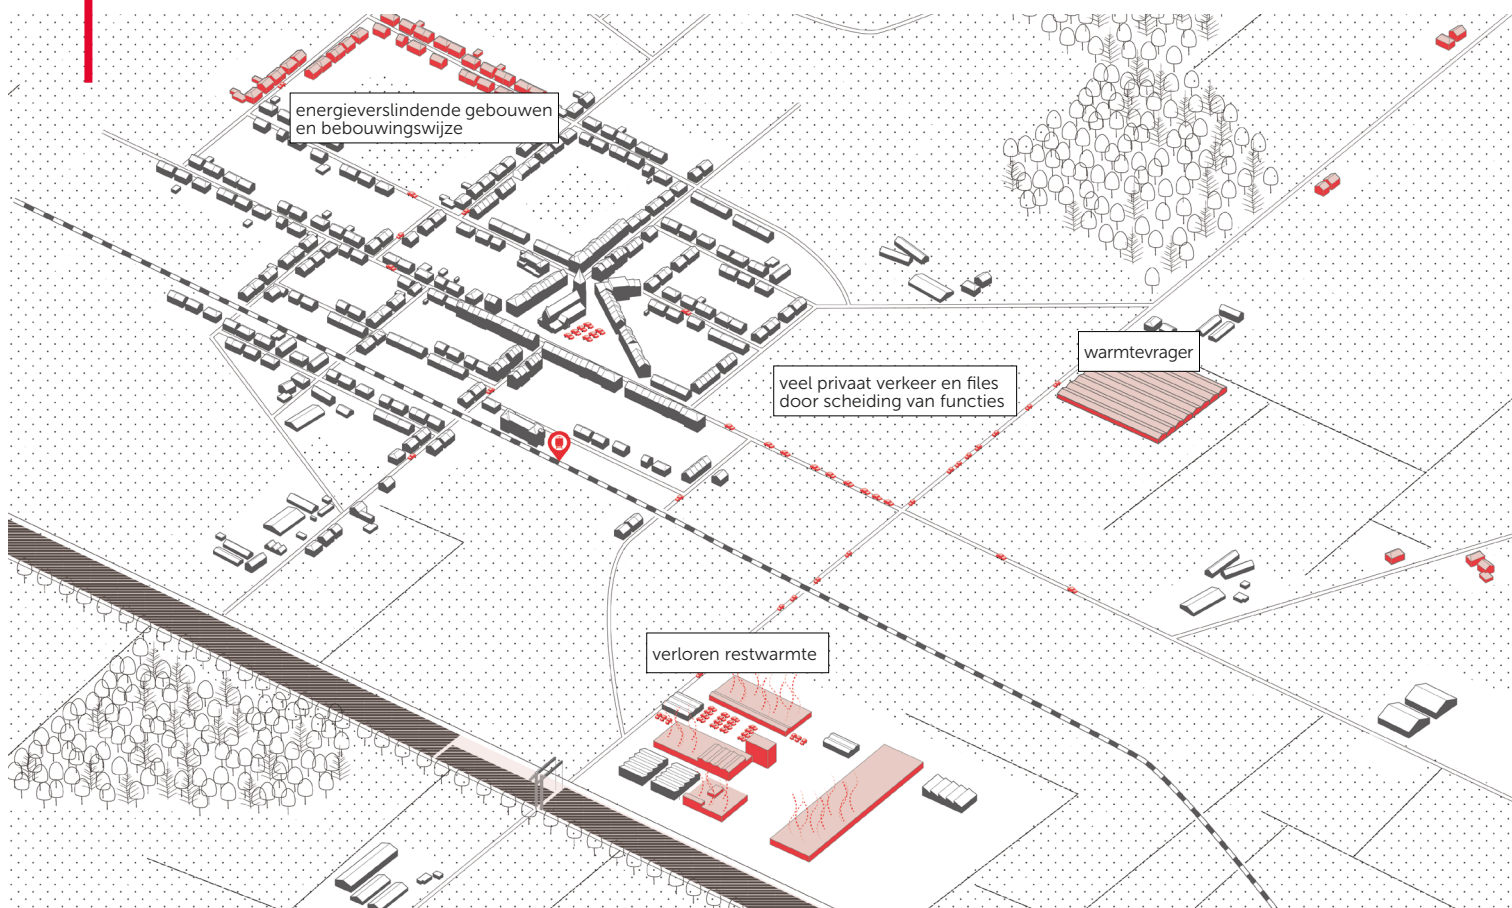 energieverslindende gebouwen
en bebouwingswijze
warmtevrager
veel privaat verkeer en files
door scheiding van functies
verloren restwarmte